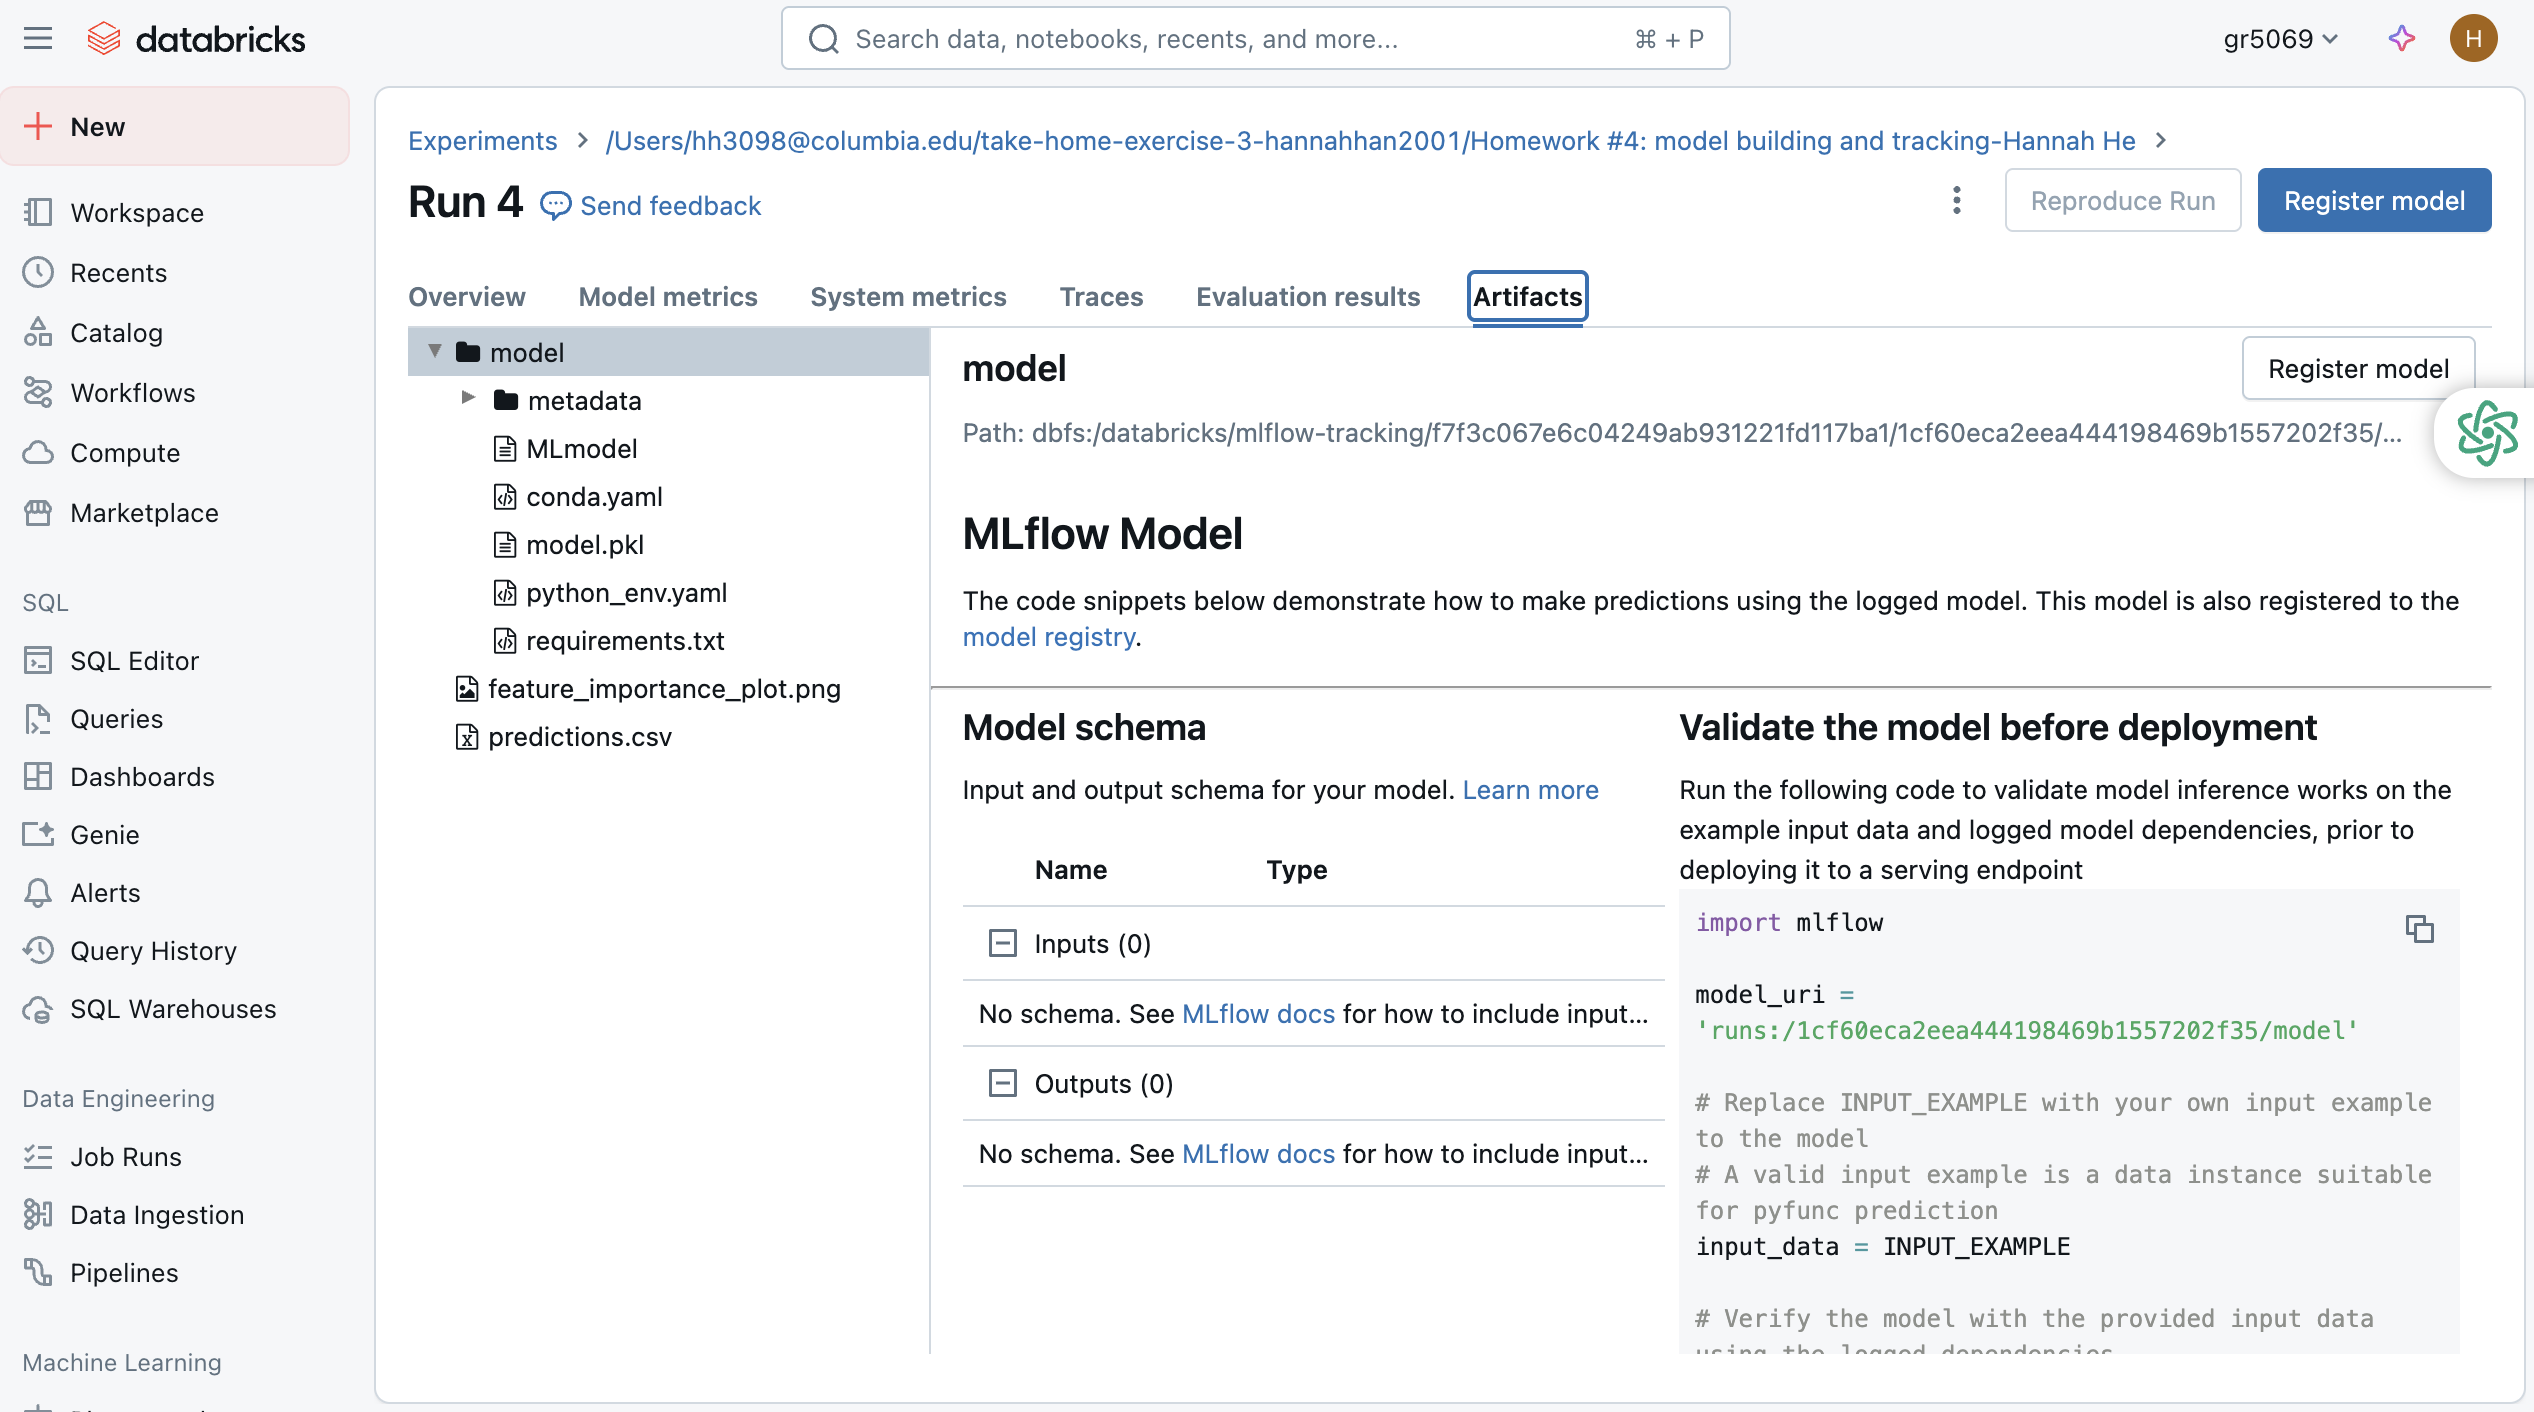 databricks
Search data, notebooks, recents, and more...
⌘ + P
gr5069
H
New
Workspace
Recents
Catalog
Workflows
Compute
Marketplace
SQL
SQL Editor
Queries
Dashboards
Genie
Alerts
Query History
SQL Warehouses
Data Engineering
Job Runs
Data Ingestion
Pipelines
Machine Learning
Experiments > /Users/hh3098@columbia.edu/take-home-exercise-3-hannahhan2001/Homework #4: model building and tracking-Hannah He >
Run 4
Send feedback
Reproduce Run
Register model
Overview
Model metrics
System metrics
Traces
Evaluation results
Artifacts
model
metadata
MLmodel
conda.yaml
model.pkl
python_env.yaml
requirements.txt
feature_importance_plot.png
predictions.csv
model
Register model
Path: dbfs:/databricks/mlflow-tracking/f7f3c067e6c04249ab931221fd117ba1/1cf60eca2eea444198469b1557202f35/...
MLflow Model
The code snippets below demonstrate how to make predictions using the logged model. This model is also registered to the
model registry.
Model schema
Input and output schema for your model. Learn more
Name Type
Inputs (0)
No schema. See MLflow docs for how to include input...
Outputs (0)
No schema. See MLflow docs for how to include input...
Validate the model before deployment
Run the following code to validate model inference works on the
example input data and logged model dependencies, prior to
deploying it to a serving endpoint
import mlflow
model_uri =
'runs:/1cf60eca2eea444198469b1557202f35/model'
# Replace INPUT_EXAMPLE with your own input example
to the model
# A valid input example is a data instance suitable
for pyfunc prediction
input_data = INPUT_EXAMPLE
# Verify the model with the provided input data
using the logged dependencies